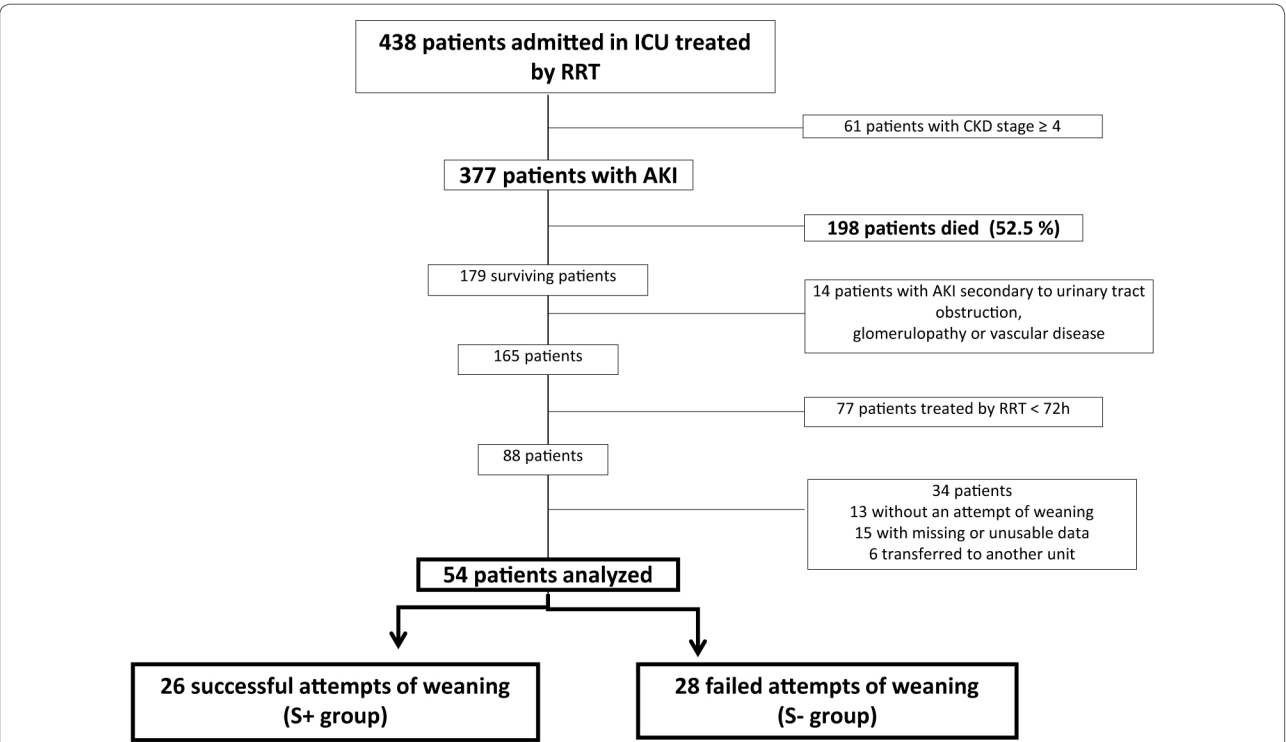 438 patients admitted in ICU treated
by RRT
61 patients with CKD stage ≥ 4
377 patients with AKI
198 patients died (52.5 %)
179 surviving patients
14 patients with AKI secondary to urinary tract
obstruction,
glomerulopathy or vascular disease
165 patients
77 patients treated by RRT < 72h
88 patients
34 patients
13 without an attempt of weaning
15 with missing or unusable data
6 transferred to another unit
54 patients analyzed
26 successful attempts of weaning
(S+ group)
28 failed attempts of weaning
(S- group)